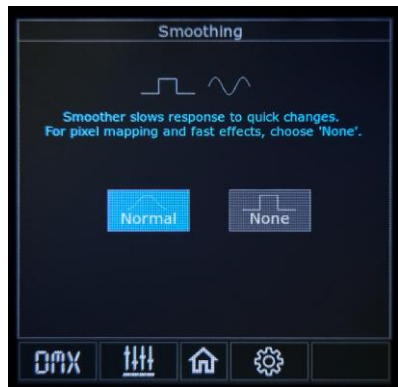 Smoothing
Smoother slows response to quick changes.
For pixel mapping and fast effects, choose 'None'.
Normal
None
DMX